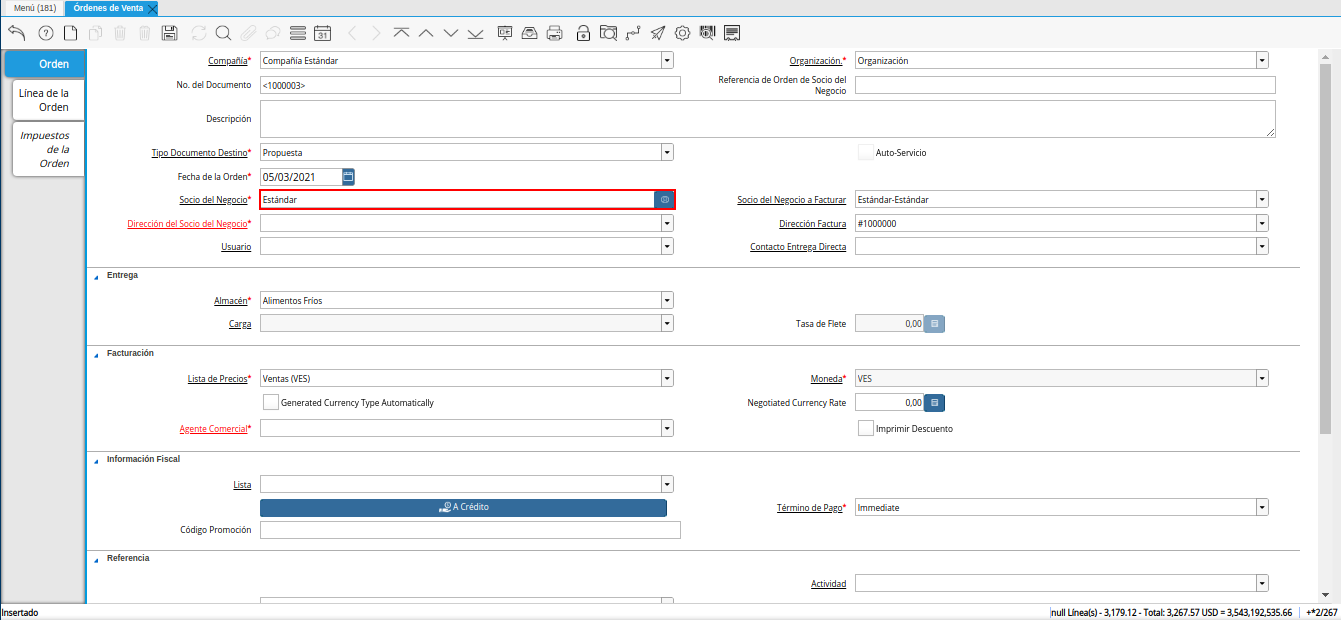 Menú (181)
Órdenes de Venta
31
Orden
Línea de la
Orden
Impuestos
de la
Orden
Compañía*
Compañía Estándar
Organización.*
Organización
No. del Documento
<1000003>
Referencia de Orden de Socio del
Negocio
Descripción
Tipo Documento Destino*
Propuesta
Auto-Servicio
Fecha de la Orden*
05/03/2021
Socio del Negocio*
Estándar
Socio del Negocio a Facturar
Estándar-Estándar
Dirección del Socio del Negocio*
Dirección Factura
#1000000
Usuario
Contacto Entrega Directa
Entrega
Almacén*
Alimentos Fríos
Carga
Tasa de Flete
0,00
Facturación
Lista de Precios*
Ventas (VES)
Moneda*
VES
Generated Currency Type Automatically
Negotiated Currency Rate
0,00
Agente Comercial*
Imprimir Descuento
Información Fiscal
Lista
A Crédito
Término de Pago*
Immediate
Código Promoción
Referencia
Actividad
Insertado
null Línea(s) - 3,179.12 - Total: 3,267.57 USD = 3,543,192,535.66
+*2/267